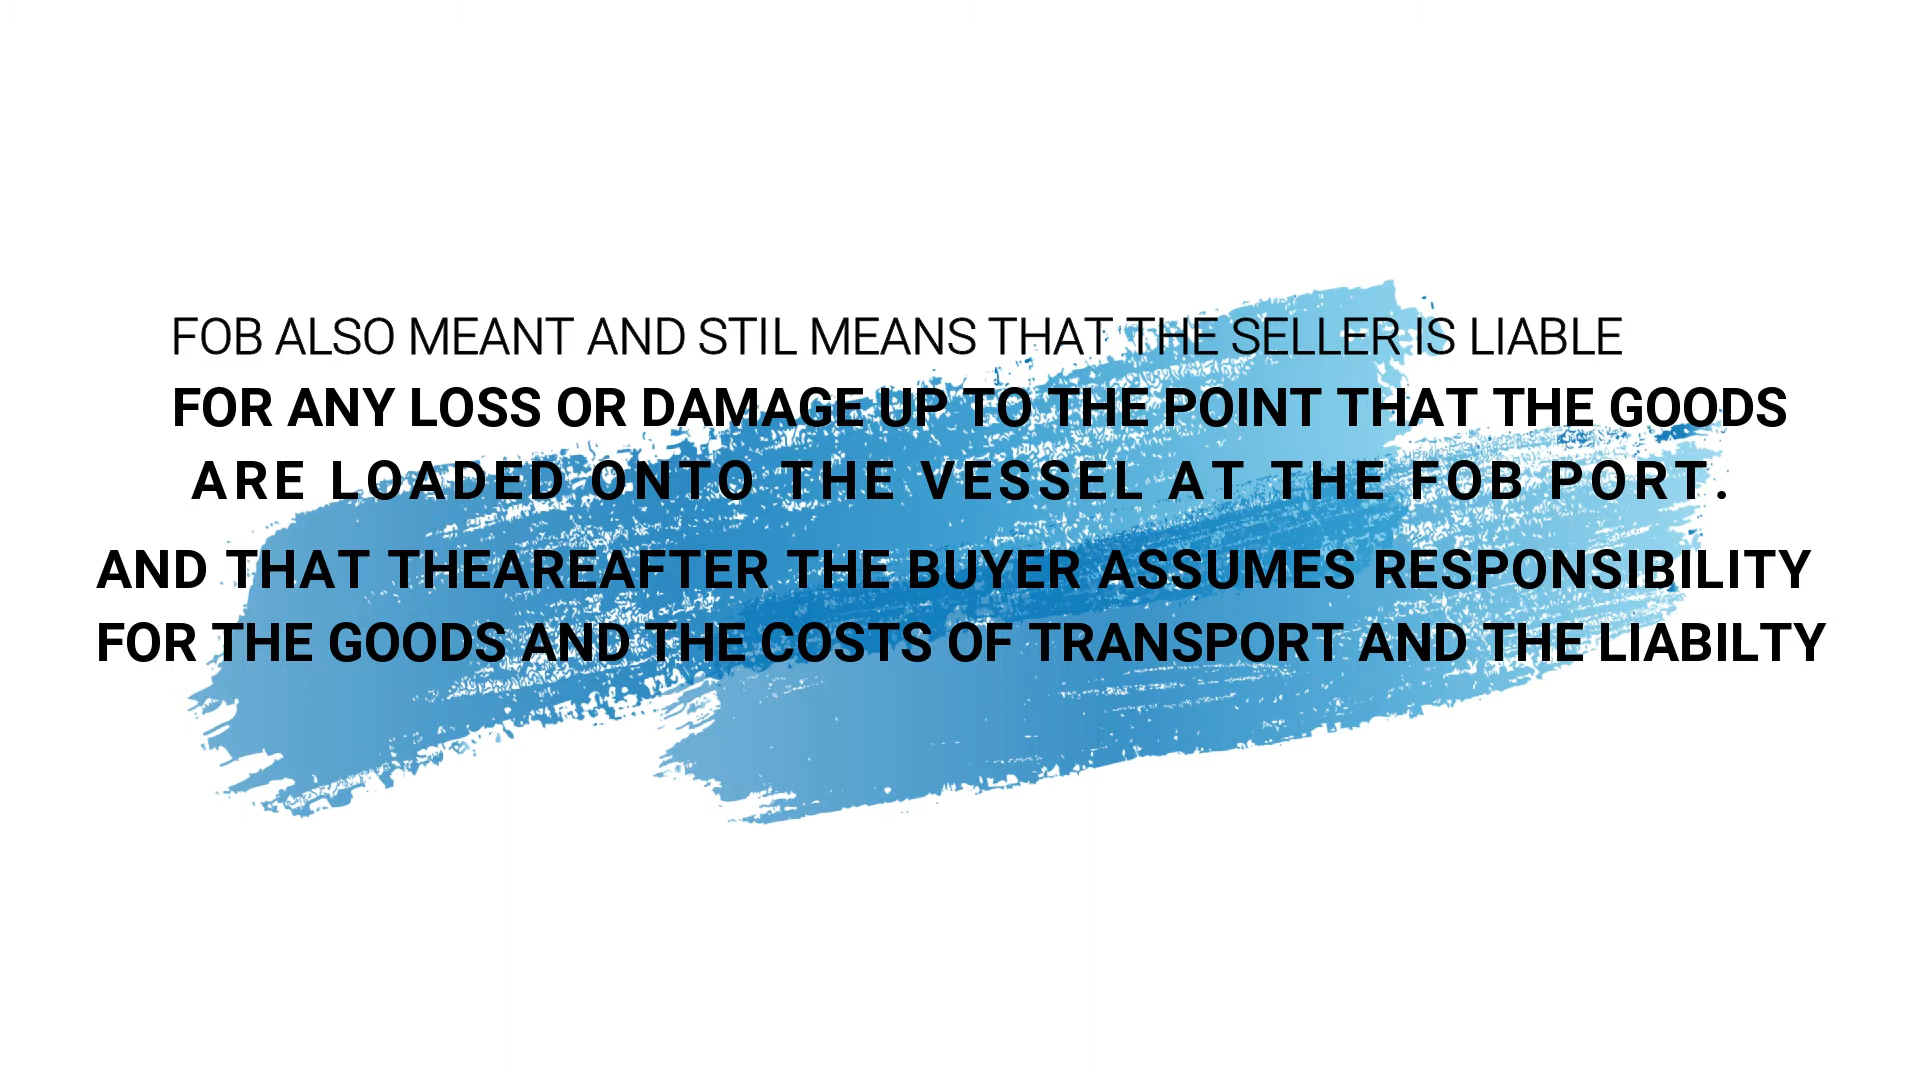 FOB ALSO MEANT AND STIL MEANS THAT THE SELLER IS LIABLE
FOR ANY LOSS OR DAMAGE UP TO THE POINT THAT THE GOODS
ARE LOADED ONTO THE VESSEL AT THE FOB PORT.
AND THAT THEAREAFTER THE BUYER ASSUMES RESPONSIBILITY
FOR THE GOODS AND THE COSTS OF TRANSPORT AND THE LIABILTY